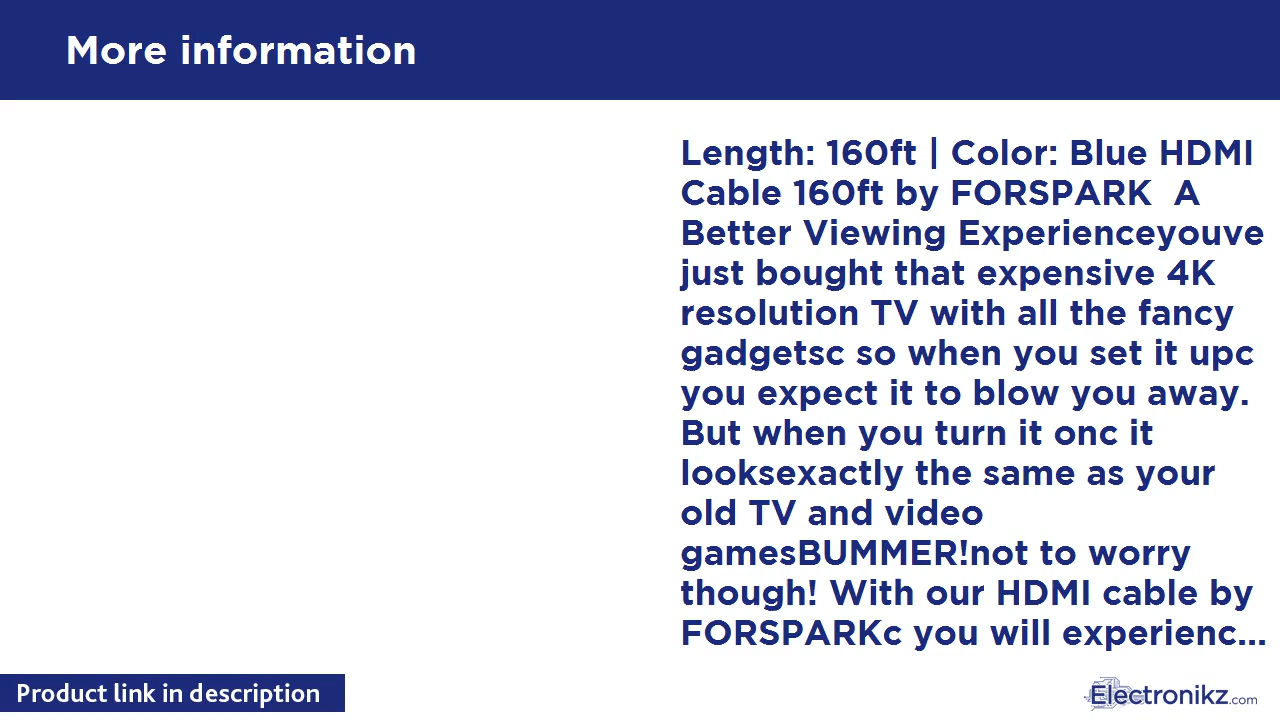 More information
Length: 160ft | Color: Blue HDMI
Cable 160ft by FORSPARK  A
Better Viewing Experienceyouve
just bought that expensive 4K
resolution TV with all the fancy
gadgetsc so when you set it upc
you expect it to blow you away.
But when you turn it onc it
looksexactly the same as your
old TV and video
gamesBUMMER!not to worry
though! With our HDMI cable by
FORSPARKc you will experienc...
Product link in description
Electronikz.com